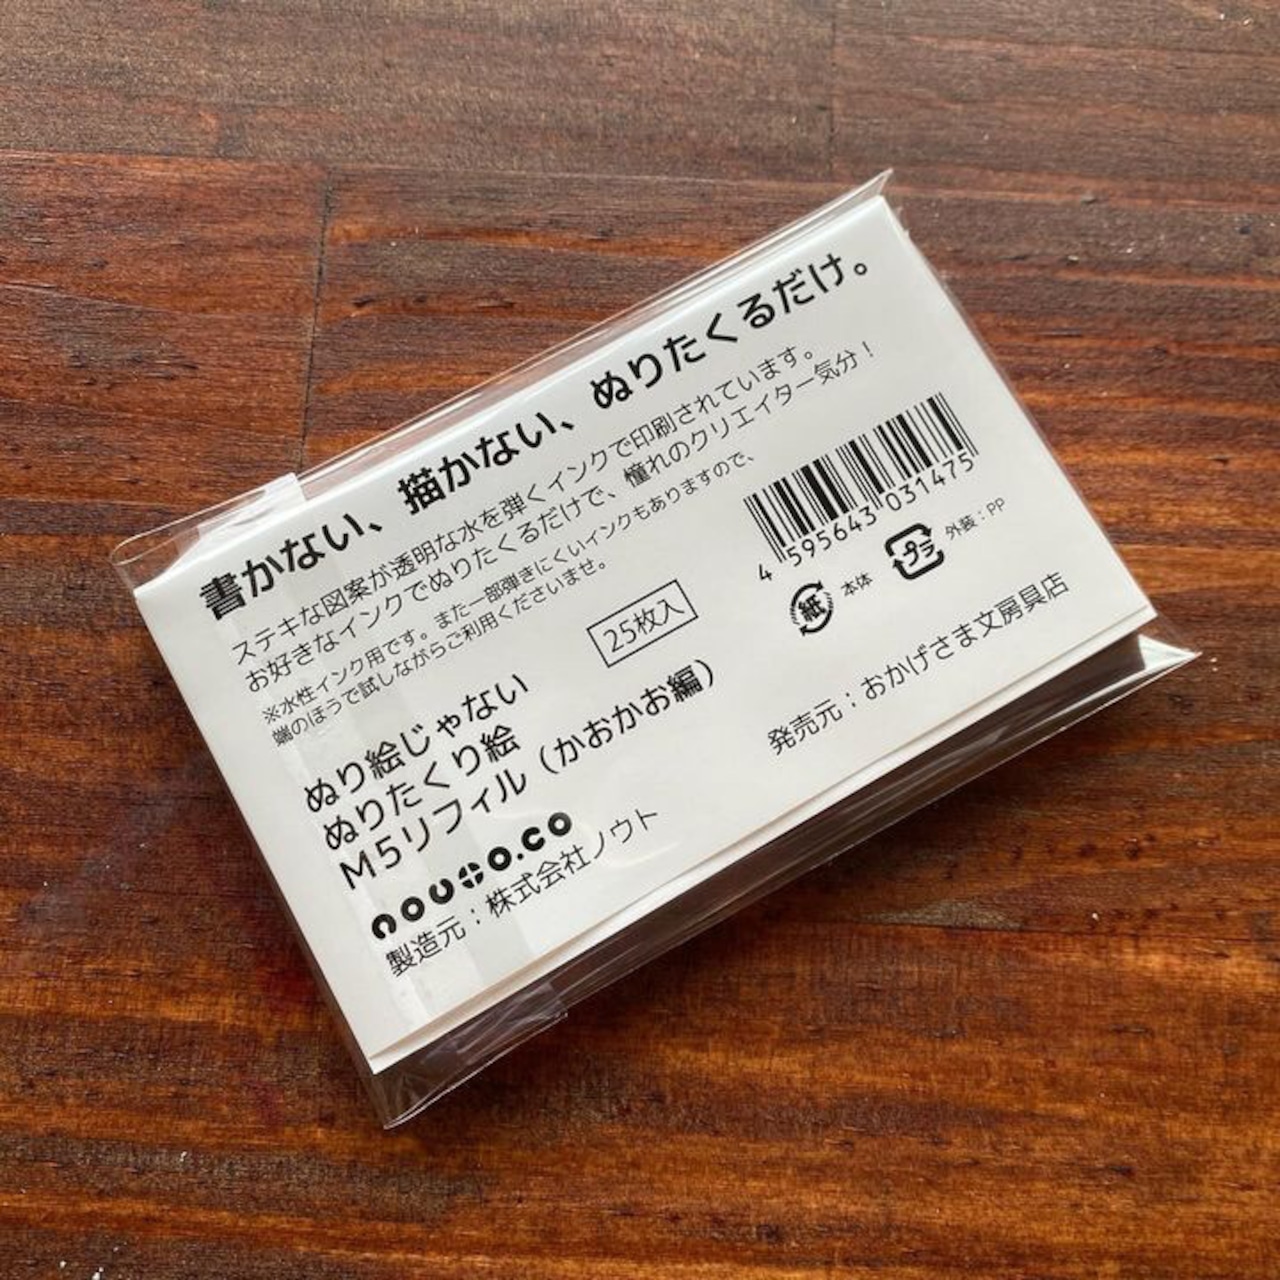 書かない、描かない、ぬりたくるだけ。
ステキな図案が透明な水を弾くインクで印刷されています。
お好きなインクでぬりたくるだけで、憧れのクリエイター気分！
※水性インク用です。また一部弾きにくいインクもありますので、
端のほうで試しながらご利用くださいませ。
25枚入
ぬり絵じゃない
ぬりたくり絵
M5リフィル（かおかお編）
nouto.co
製造元：株式会社ノウト
4 595643 031475
紙
本体
プラ
外装：PP
発売元：おかげさま文房具店